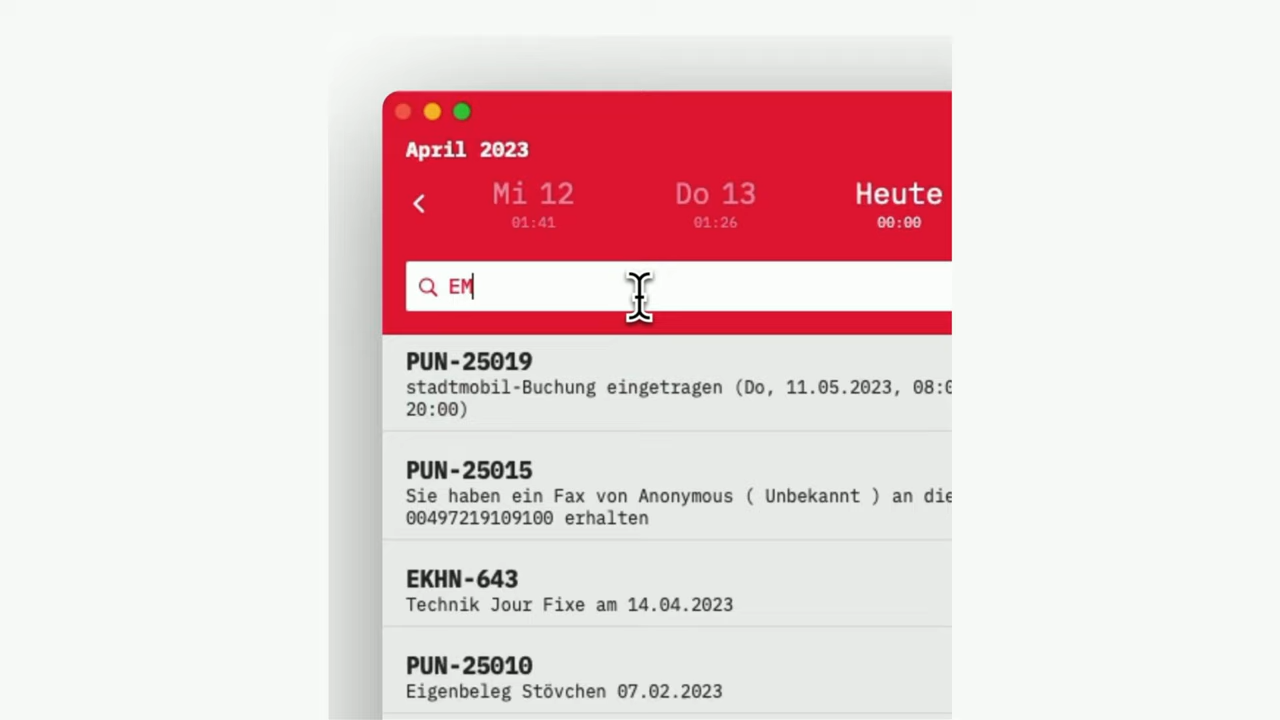 April 2023
Mi 12 Do 13 Heute
01:41 01:26 00:00
EM
PUN-25019
stadtmobil-Buchung eingetragen (Do, 11.05.2023, 08:0
20:00)
PUN-25015
Sie haben ein Fax von Anonymous ( Unbekannt ) an die
00497219109100 erhalten
EKHN-643
Technik Jour Fixe am 14.04.2023
PUN-25010
Eigenbeleg Stövchen 07.02.2023